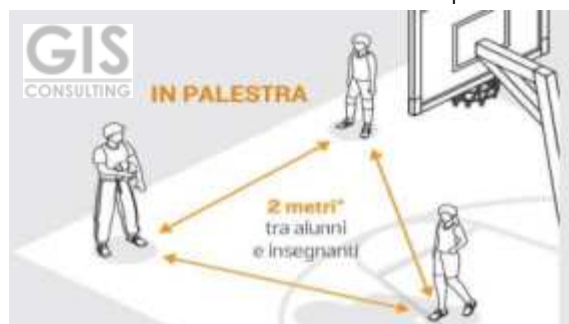 GIS
CONSULTING
IN PALESTRA
2 metri*
tra alunni
e insegnanti